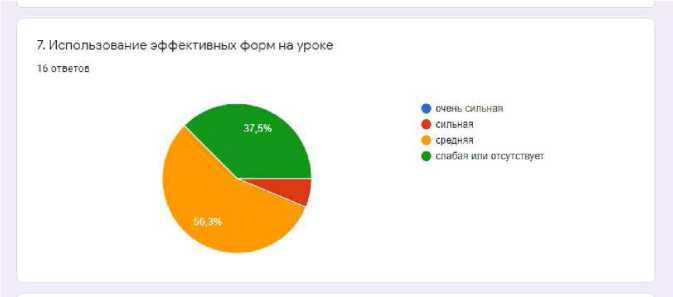 7. Использование эффективных форм на уроке
16 ответов
37,5%
56,3%
очень сильная
сильная
средняя
слабая или отсутствует